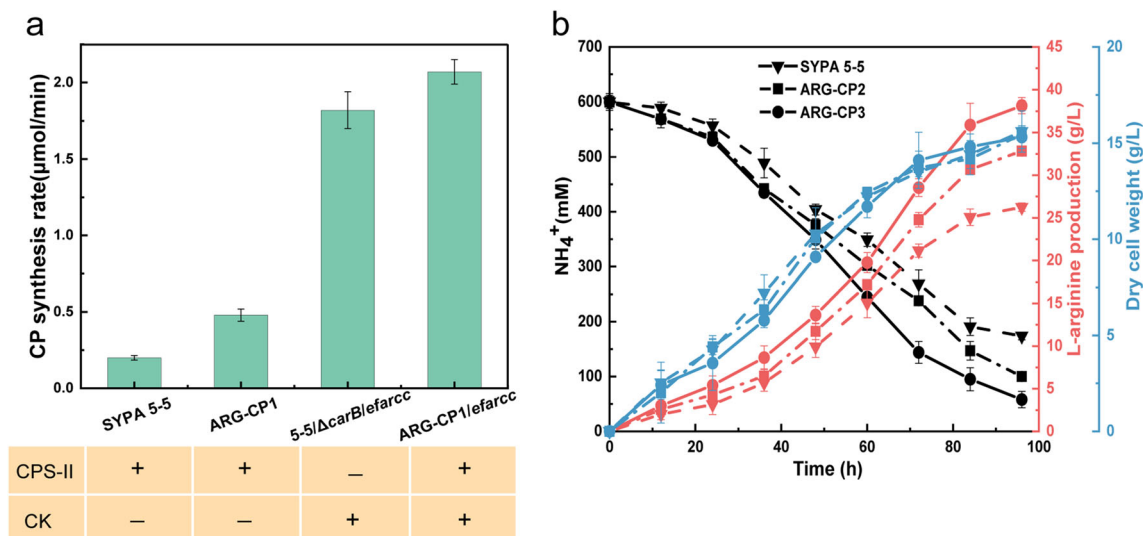 a
CP synthesis rate(μmol/min)
2.0
1.5
1.0
0.5
0.0
SYPA 5-5
ARG-CP1
5-5/ΔcarB/efarcc
ARG-CP1/efarcc
CPS-II + + – +
CK – – + +
b
NH₄⁺(mM)
700
600
500
400
300
200
100
000
SYPA 5-5
ARG-CP2
ARG-CP3
0 20 40 60 80 100
Time (h)
45
40
35
30
25
20
15
10
5
0
L-arginine production (g/L)
20
15
10
5
0
Dry cell weight (g/L)